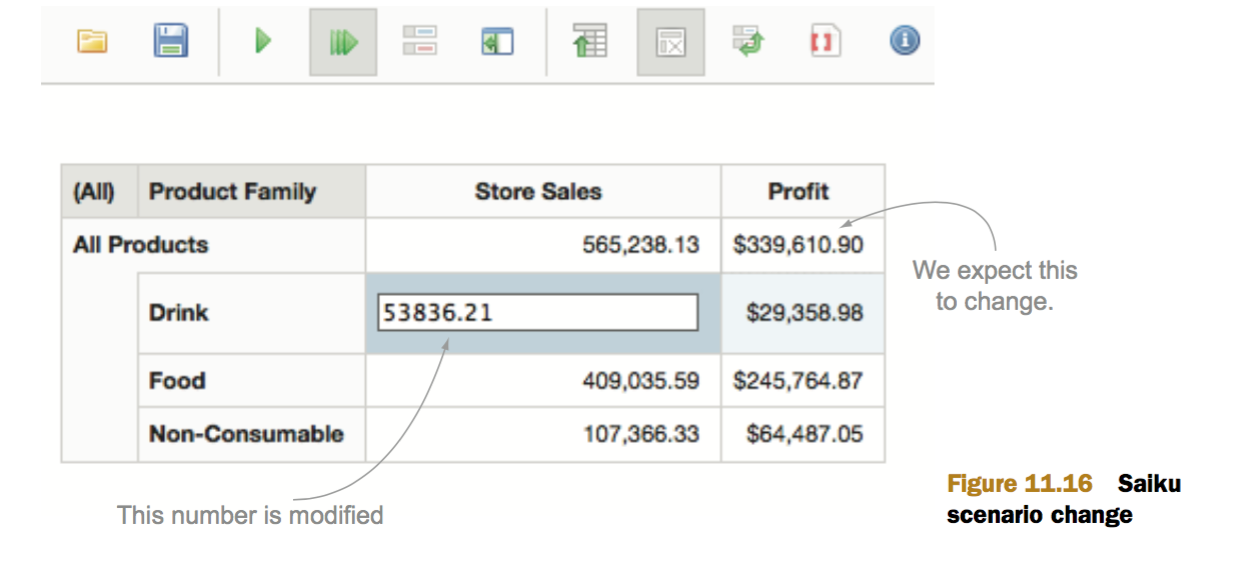 (All) Product Family Store Sales Profit
All Products 565,238.13 $339,610.90
We expect this
to change.
Drink 53836.21 $29,358.98
Food 409,035.59 $245,764.87
Non-Consumable 107,366.33 $64,487.05
This number is modified
Figure 11.16 Saiku
scenario change